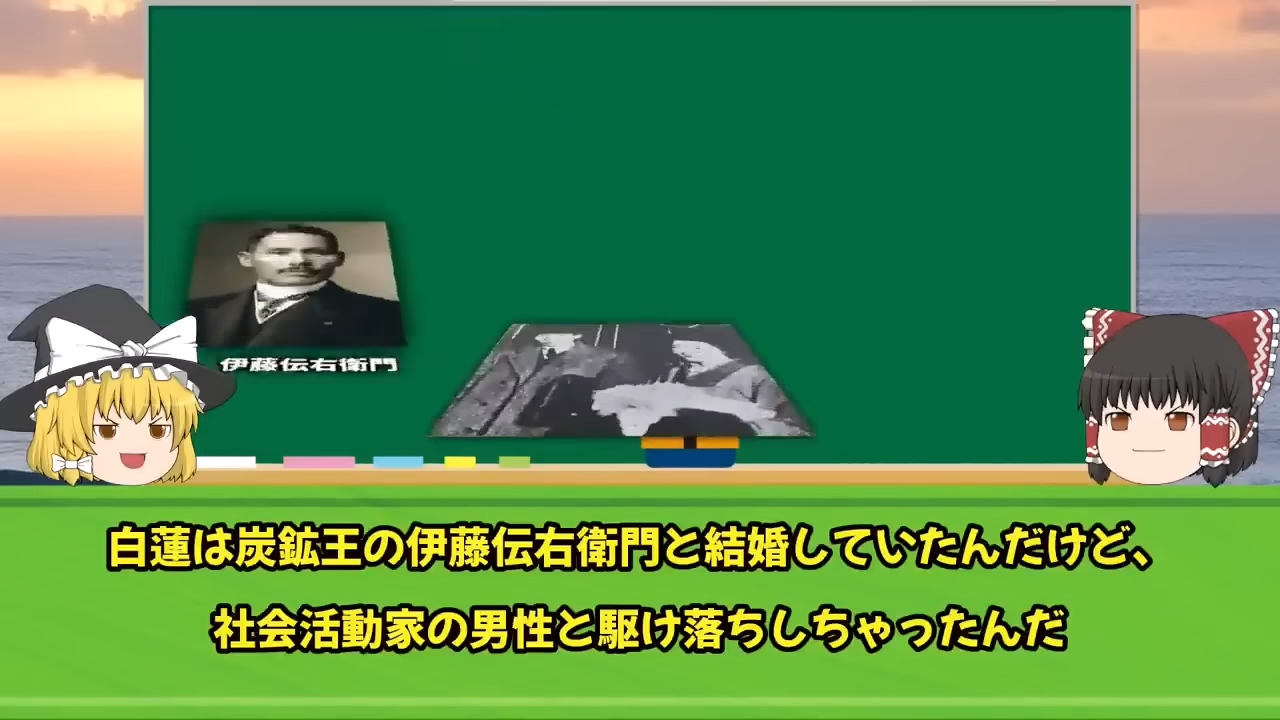 伊藤伝右衛門
白蓮は炭鉱王の伊藤伝右衛門と結婚していたんだけど、
社会活動家の男性と駆け落ちしちゃったんだ